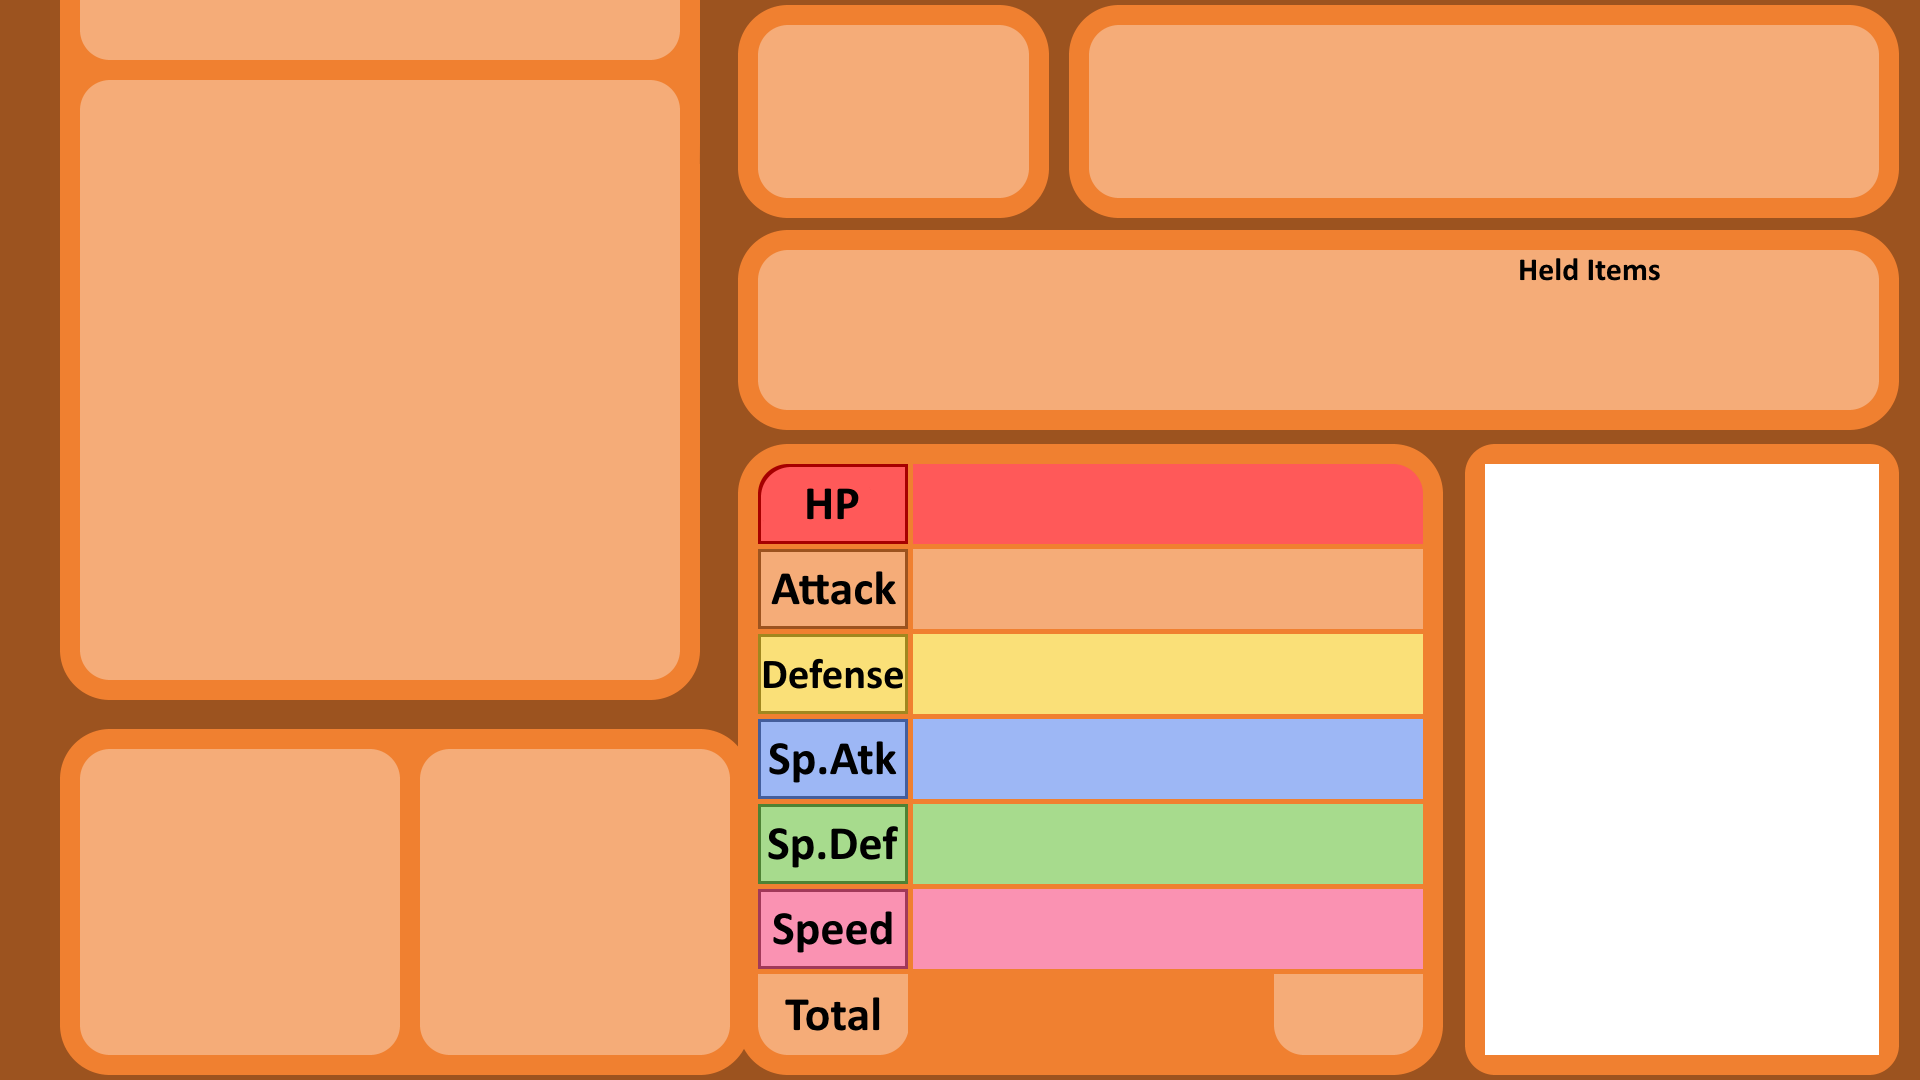 Held Items
HP
Attack
Defense
Sp.Atk
Sp.Def
Speed
Total